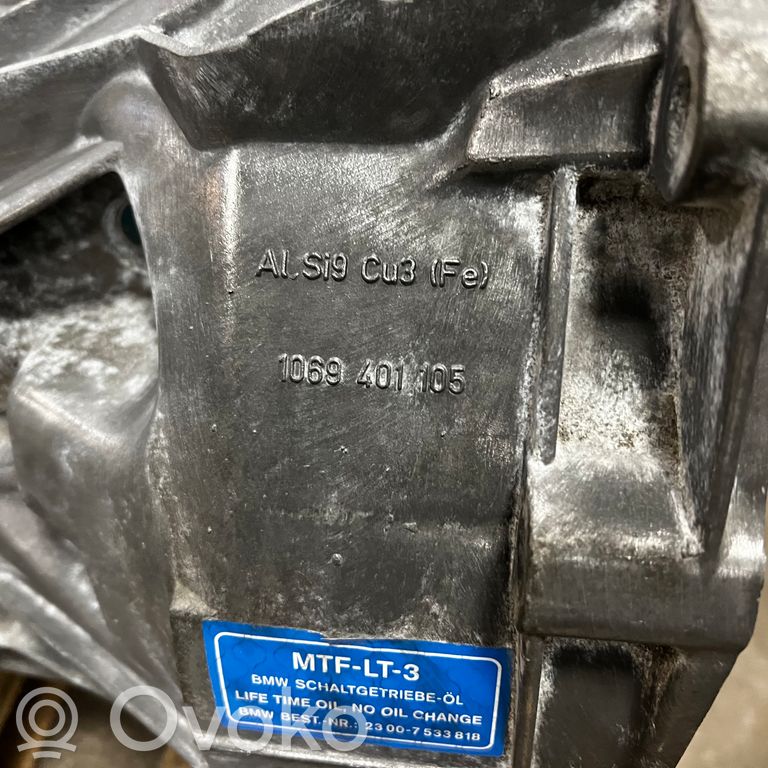 Al.Si9 Cu3 (Fe)
1069 401 105
MTF-LT-3
BMW SCHALTGETRIEBE-ÖL
LIFE TIME OIL, NO OIL CHANGE
BMW BEST.-NR.: 23 00-7 533 818
Ovoko